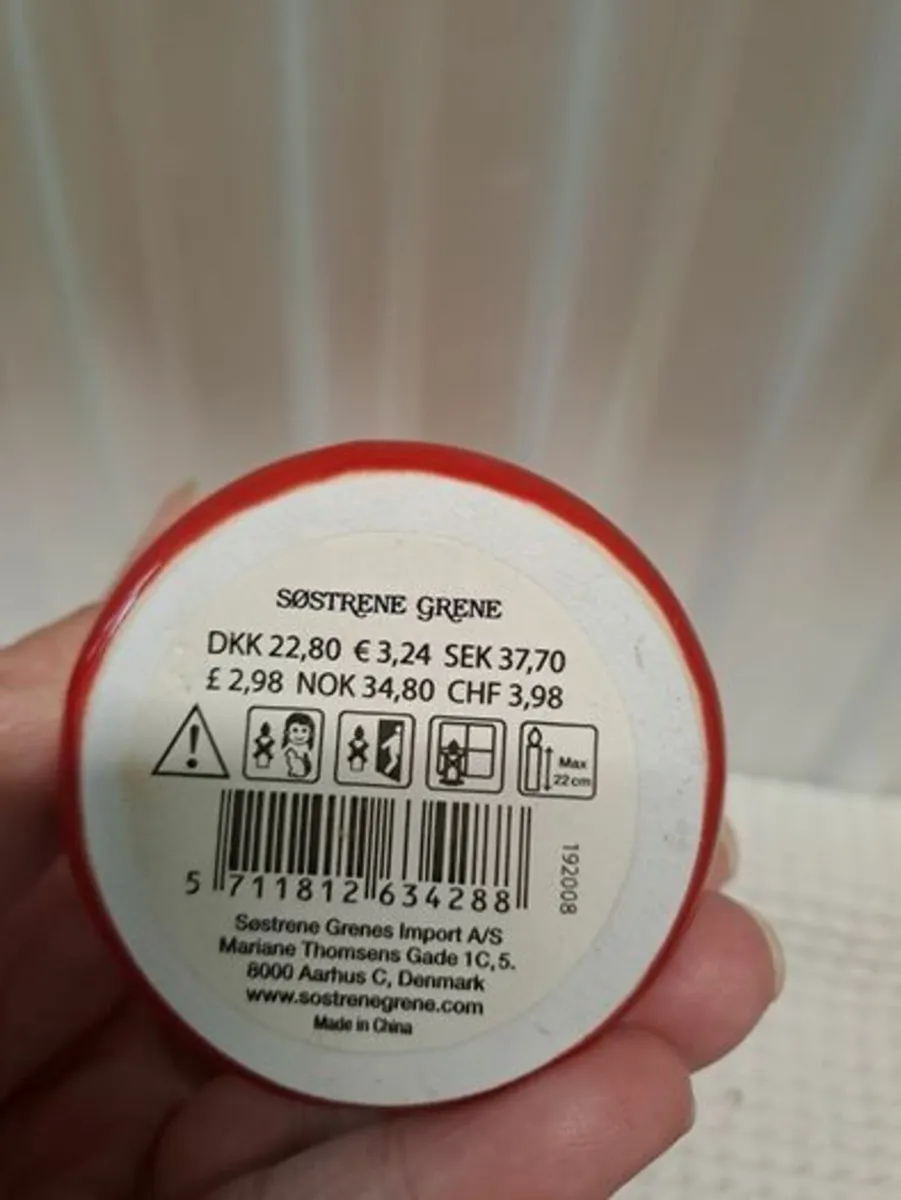 SØSTRENE GRENE
DKK 22,80 € 3,24 SEK 37,70
£ 2,98 NOK 34,80 CHF 3,98
Max
22 cm
5 711812 634288
192008
Søstrene Grenes Import A/S
Mariane Thomsens Gade 1C, 5.
8000 Aarhus C, Denmark
www.sostrenegrene.com
Made in China